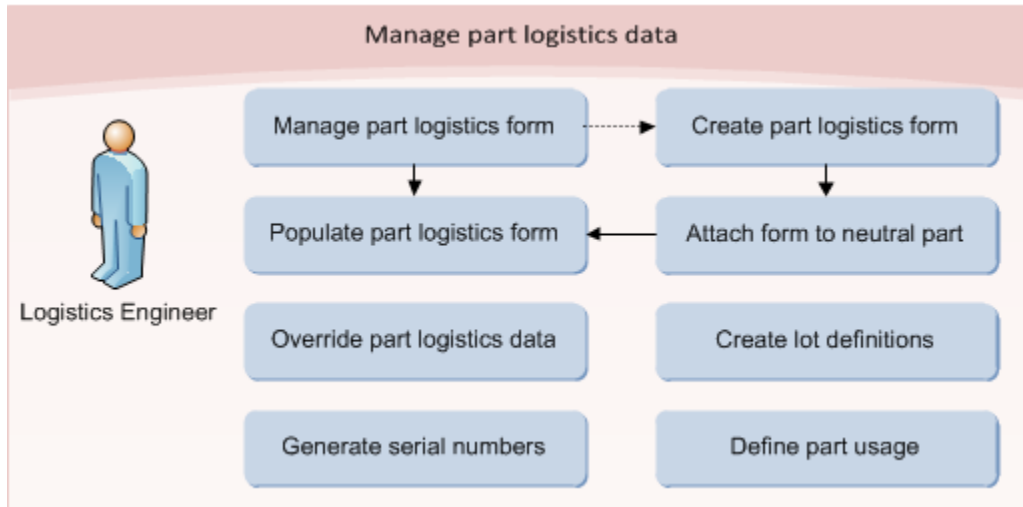 Manage part logistics data
Manage part logistics form
Create part logistics form
Populate part logistics form
Attach form to neutral part
Logistics Engineer
Override part logistics data
Create lot definitions
Generate serial numbers
Define part usage